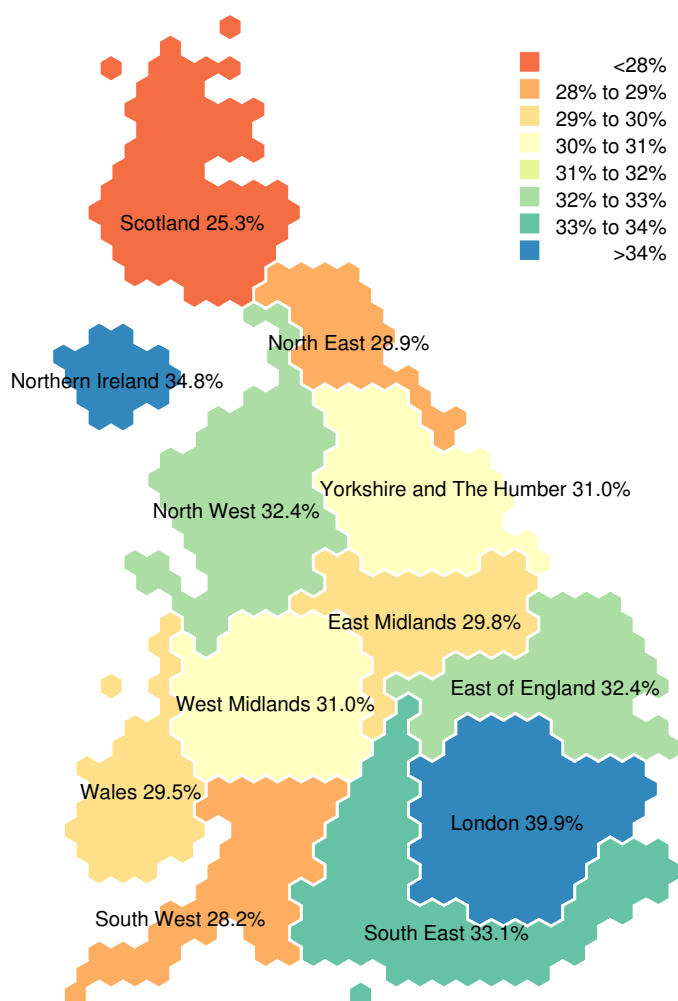 <28%
28% to 29%
29% to 30%
30% to 31%
31% to 32%
32% to 33%
33% to 34%
>34%
Scotland 25.3%
North East 28.9%
Northern Ireland 34.8%
Yorkshire and The Humber 31.0%
North West 32.4%
East Midlands 29.8%
East of England 32.4%
West Midlands 31.0%
Wales 29.5%
London 39.9%
South West 28.2%
South East 33.1%